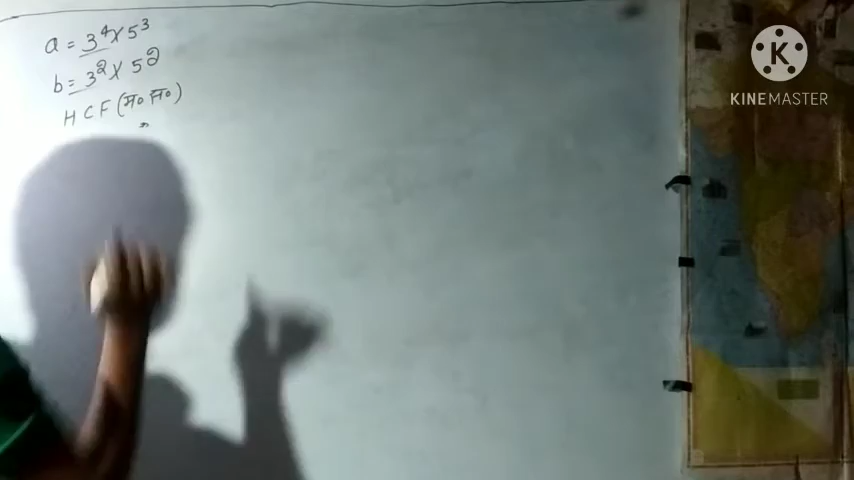 a = 3⁴ × 5³
b = 3² × 5²
HCF (म० स०)
KINEMASTER